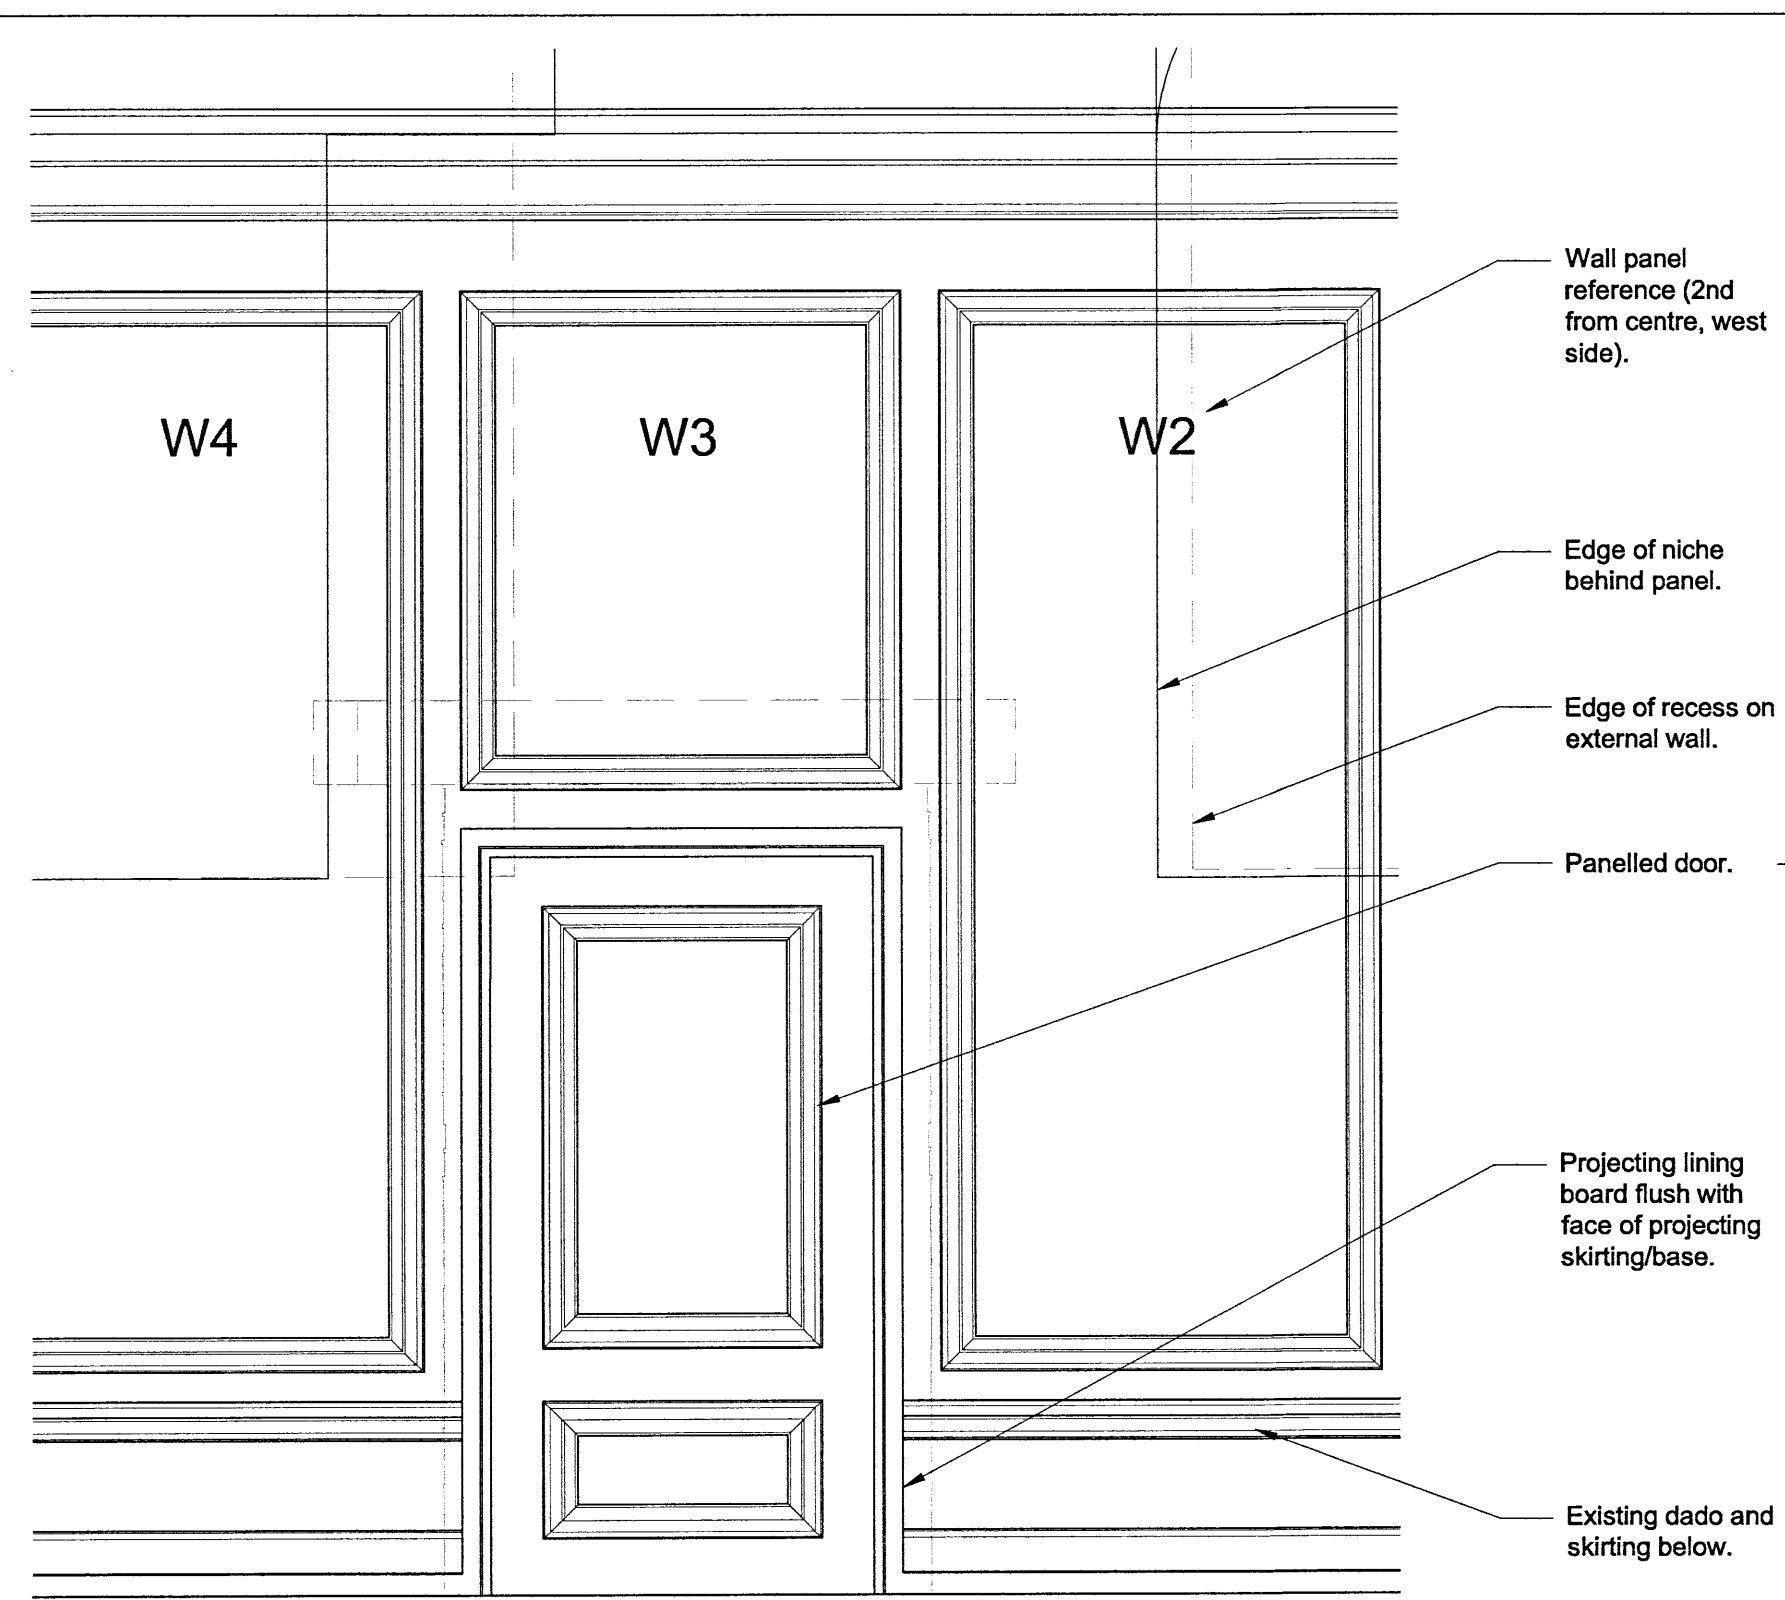 W4
W3
W2
Wall panel
reference (2nd
from centre, west
side).
Edge of niche
behind panel.
Edge of recess on
external wall.
Panelled door.
Projecting lining
board flush with
face of projecting
skirting/base.
Existing dado and
skirting below.